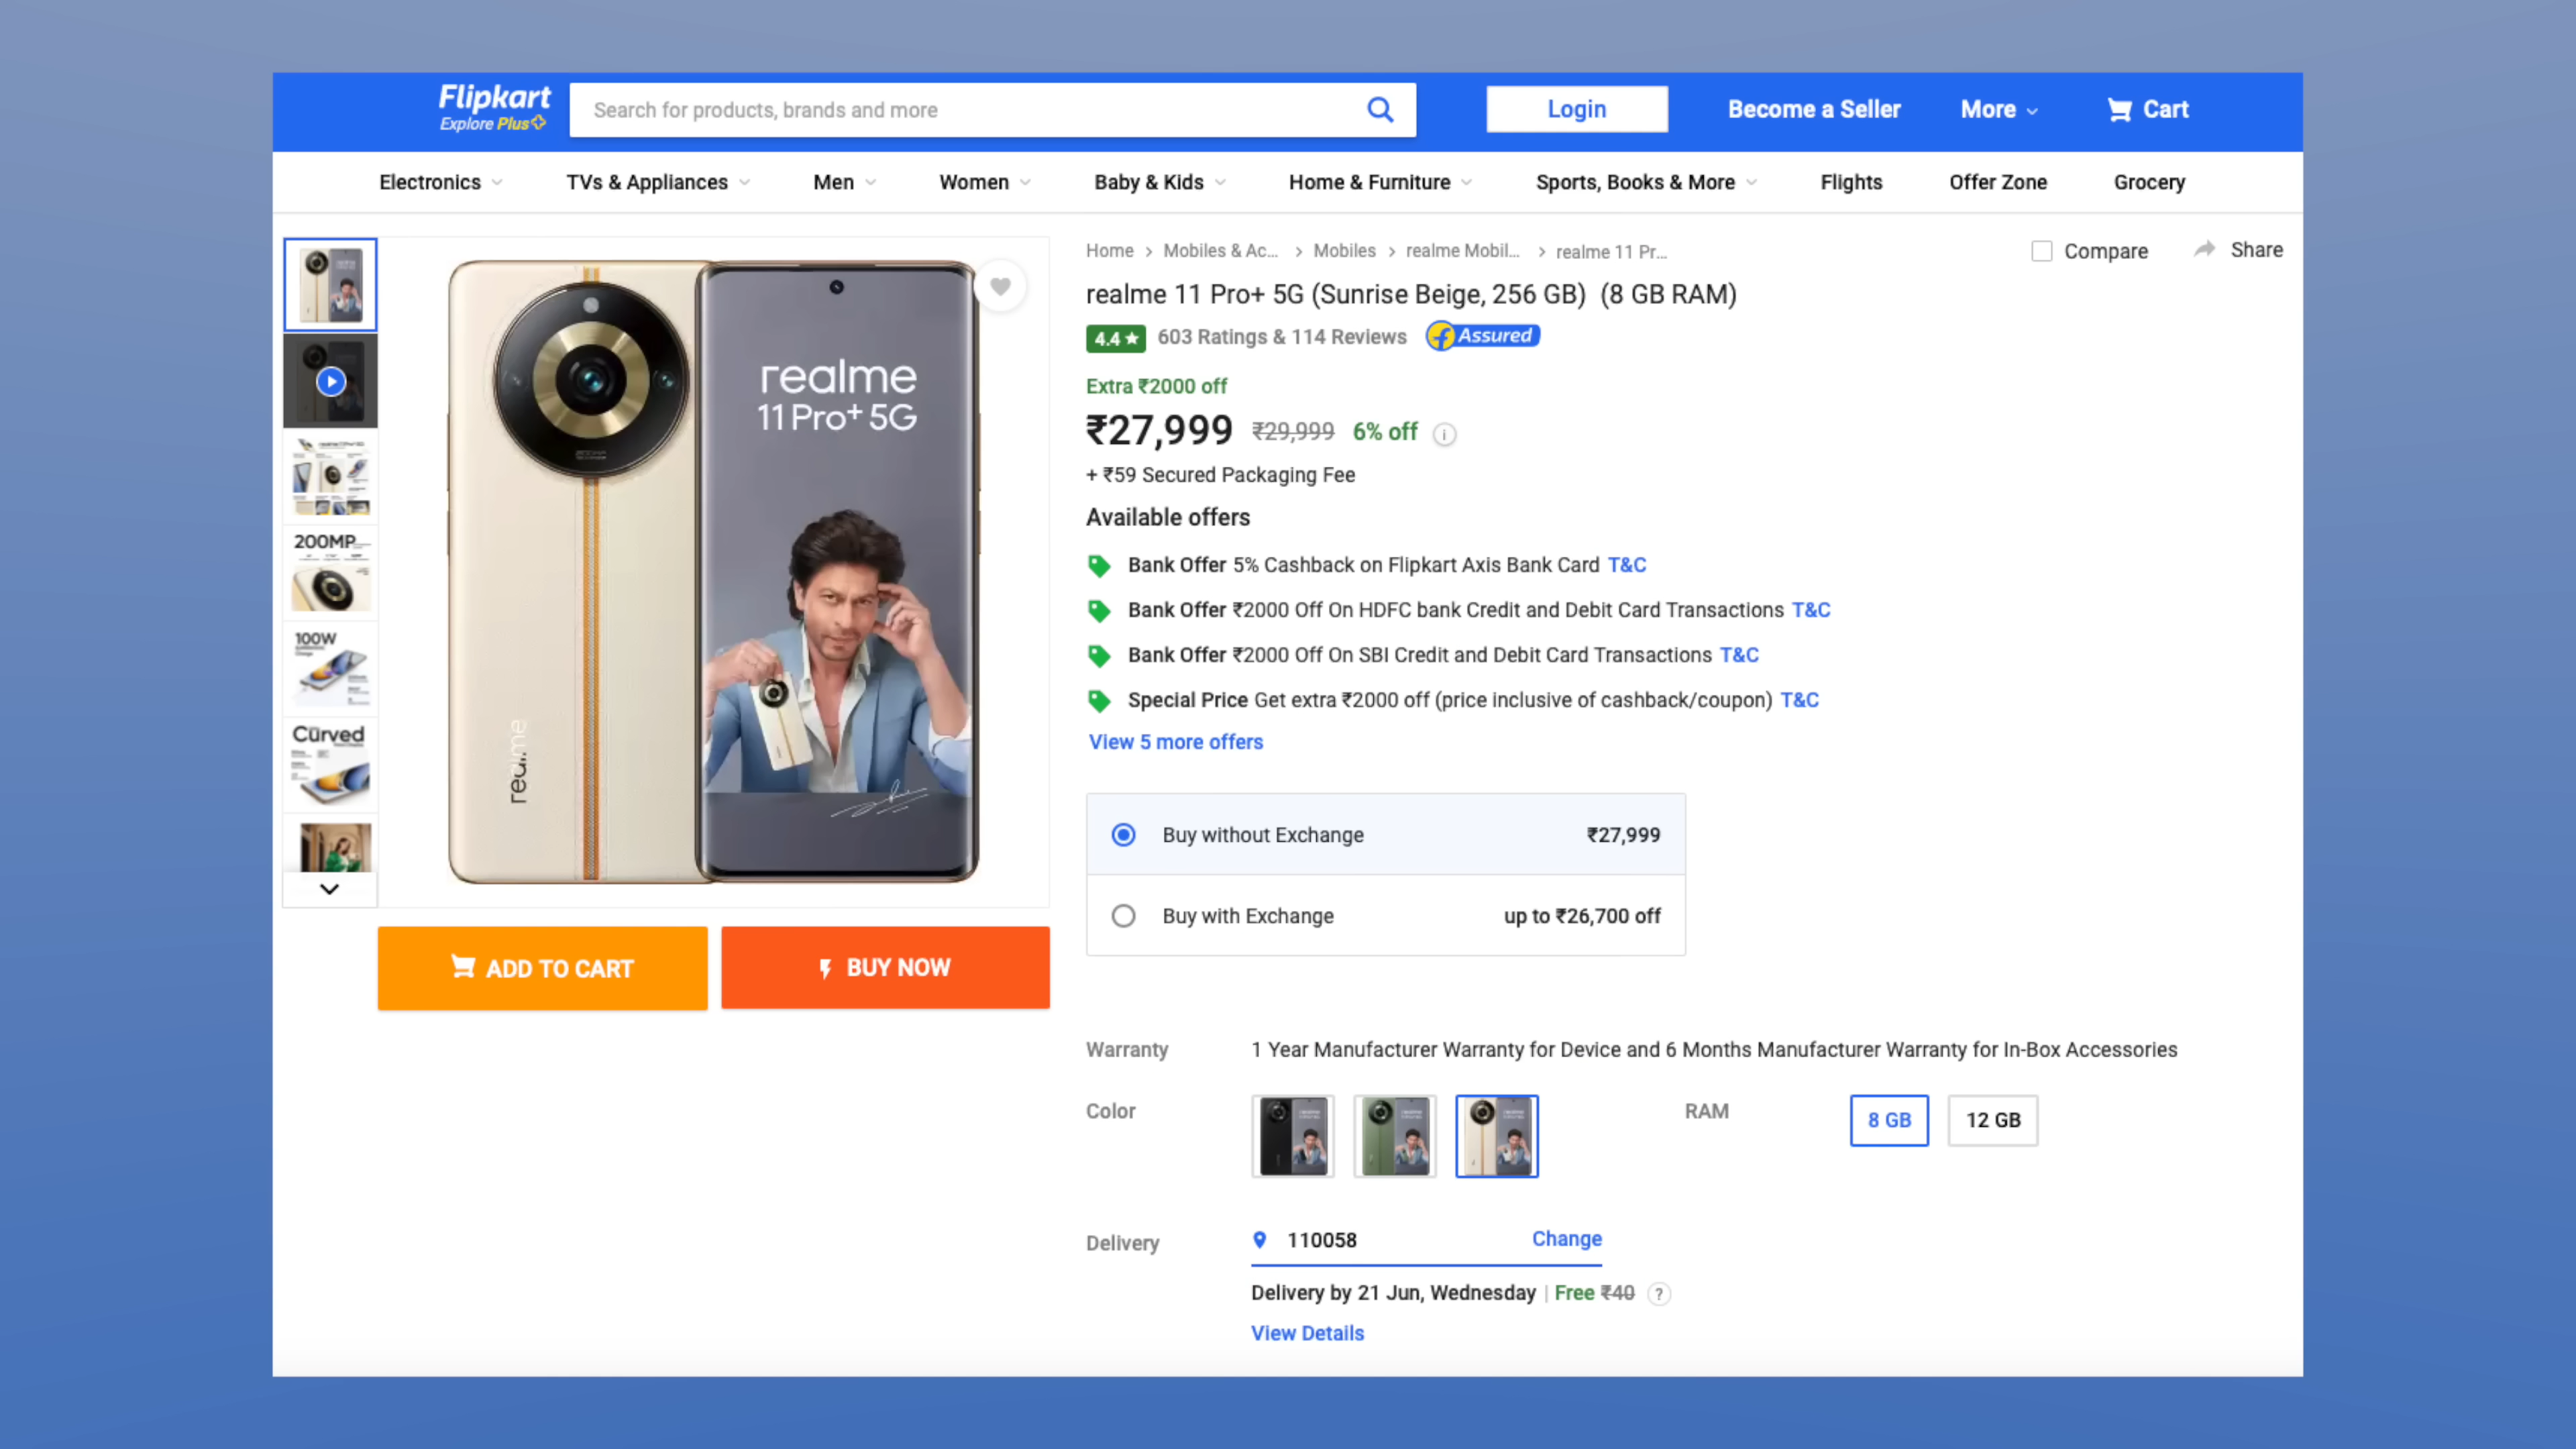 Flipkart
Explore Plus
Search for products, brands and more
Login
Become a Seller
More
Cart
Electronics
TVs & Appliances
Men
Women
Baby & Kids
Home & Furniture
Sports, Books & More
Flights
Offer Zone
Grocery
200MP
100W
Curved
realme
11 Pro+ 5G
realme
ADD TO CART
BUY NOW
Home > Mobiles & Ac... > Mobiles > realme Mobil... > realme 11 Pr...
Compare
Share
realme 11 Pro+ 5G (Sunrise Beige, 256 GB) (8 GB RAM)
4.4 ★ 603 Ratings & 114 Reviews Assured
Extra ₹2000 off
₹27,999 ₹29,999 6% off
+ ₹59 Secured Packaging Fee
Available offers
Bank Offer 5% Cashback on Flipkart Axis Bank Card T&C
Bank Offer ₹2000 Off On HDFC bank Credit and Debit Card Transactions T&C
Bank Offer ₹2000 Off On SBI Credit and Debit Card Transactions T&C
Special Price Get extra ₹2000 off (price inclusive of cashback/coupon) T&C
View 5 more offers
Buy without Exchange ₹27,999
Buy with Exchange up to ₹26,700 off
Warranty 1 Year Manufacturer Warranty for Device and 6 Months Manufacturer Warranty for In-Box Accessories
Color
RAM 8 GB 12 GB
Delivery 110058 Change
Delivery by 21 Jun, Wednesday | Free ₹40 ?
View Details